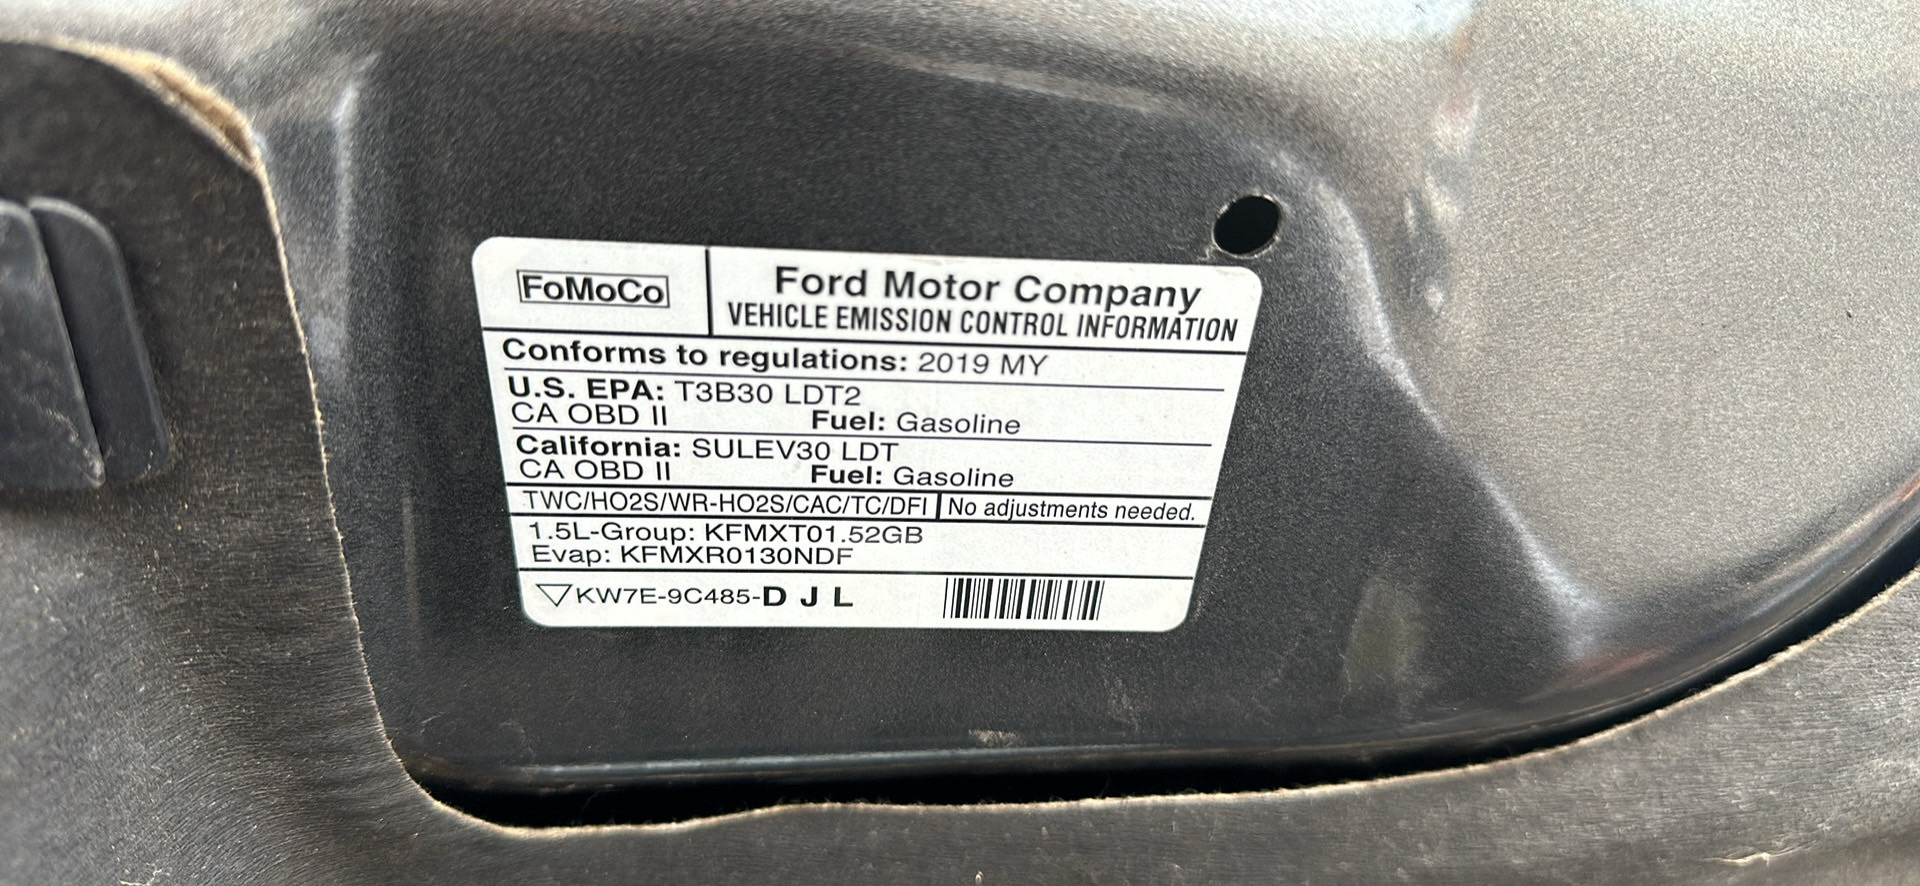 FoMoCo
Ford Motor Company
VEHICLE EMISSION CONTROL INFORMATION
Conforms to regulations: 2019 MY
U.S. EPA: T3B30 LDT2
CA OBD II Fuel: Gasoline
California: SULEV30 LDT
CA OBD II Fuel: Gasoline
TWC/HO2S/WR-HO2S/CAC/TC/DFI No adjustments needed.
1.5L-Group: KFMXT01.52GB
Evap: KFMXR0130NDF
KW7E-9C485-D J L